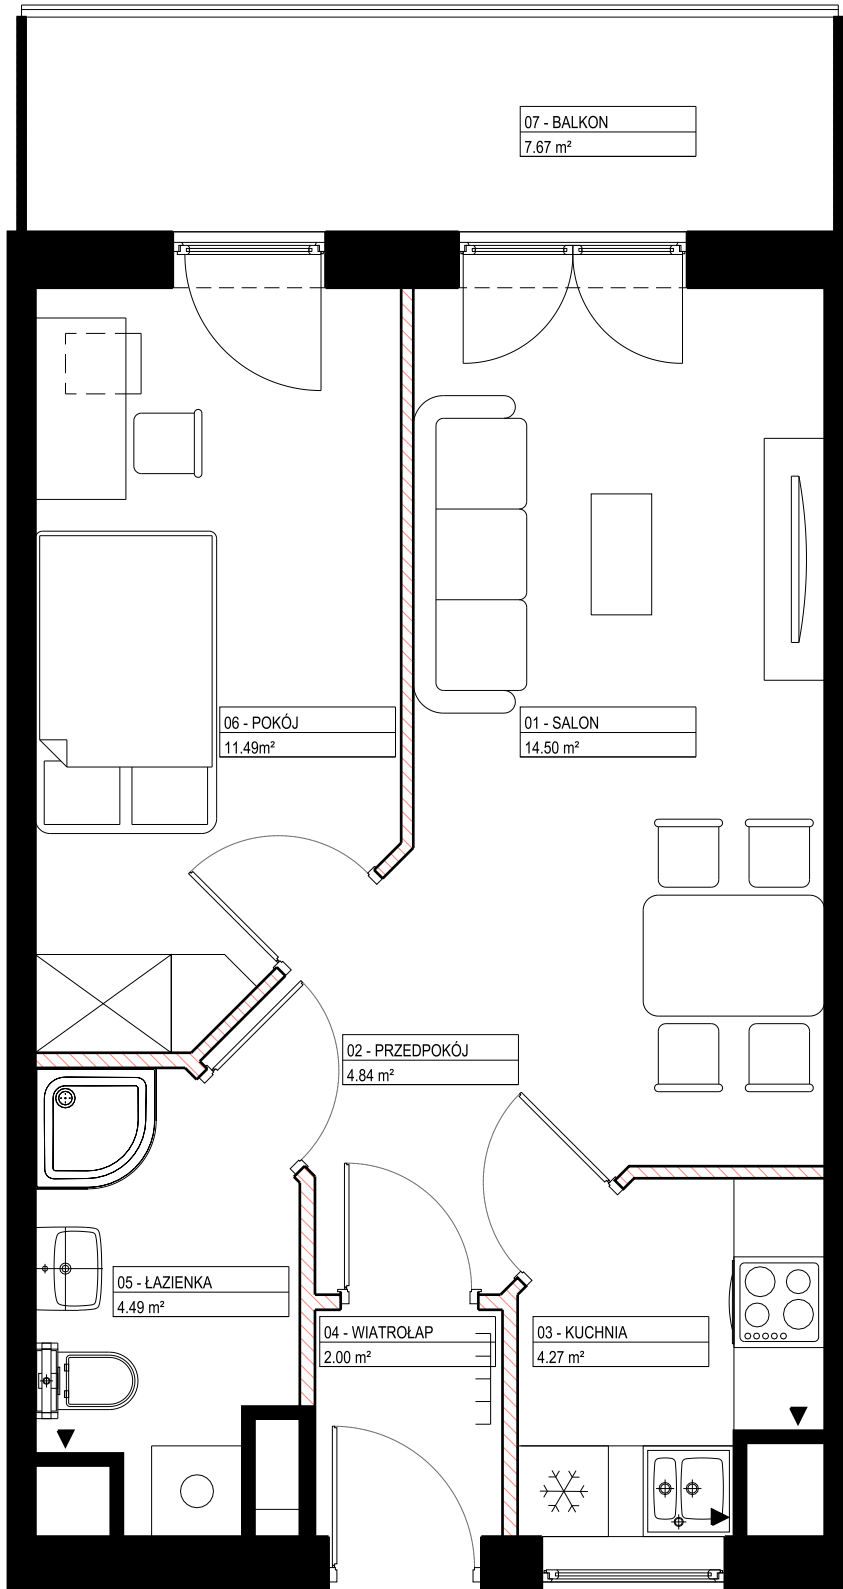 07 - BALKON
7.67 m²
06 - POKÓJ
11.49m²
01 - SALON
14.50 m²
02 - PRZEDPOKÓJ
4.84 m²
05 - ŁAZIENKA
4.49 m²
04 - WIATROŁAP
2.00 m²
03 - KUCHNIA
4.27 m²